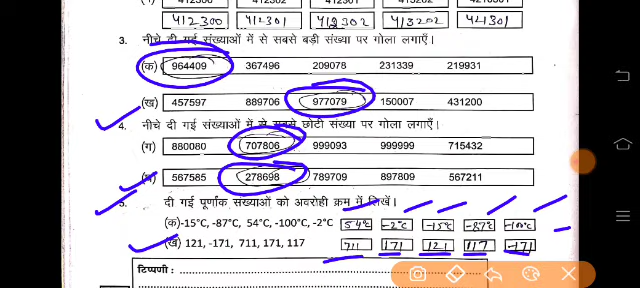 412300 412301 412302 413202 421301
3. नीचे दी गई संख्याओं में से सबसे बड़ी संख्या पर गोला लगाएँ।
(क) 964409 367496 209078 231339 219931
(ख) 457597 889706 977079 150007 431200
4. नीचे दी गई संख्याओं में से सबसे छोटी संख्या पर गोला लगाएँ।
(ग) 880080 707806 999093 999999 715432
567585 278698 789709 897809 567211
5. दी गई पूर्णांक संख्याओं को अवरोही क्रम में लिखें।
(क)-15°C, -87°C, 54°C, -100°C, -2°C 54°C -2°C -15°C -87°C -100°C
(ख) 121, -171, 711, 171, 117 711 171 121 117 -171
टिप्पणी :